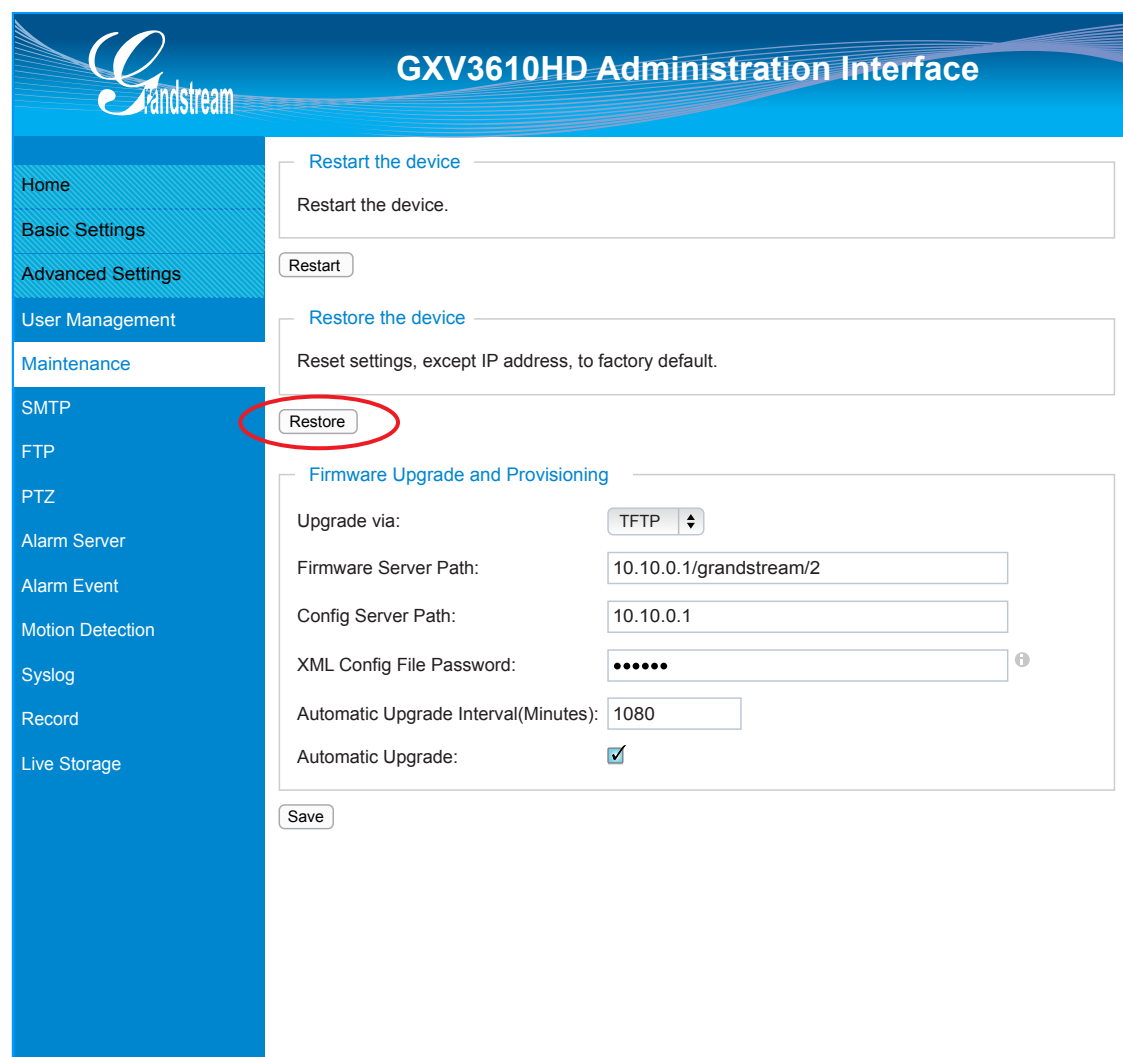 Grandstream
GXV3610HD Administration Interface
Home
Basic Settings
Advanced Settings
User Management
Maintenance
SMTP
FTP
PTZ
Alarm Server
Alarm Event
Motion Detection
Syslog
Record
Live Storage
Restart the device
Restart the device.
Restart
Restore the device
Reset settings, except IP address, to factory default.
Restore
Firmware Upgrade and Provisioning
Upgrade via: TFTP
Firmware Server Path: 10.10.0.1/grandstream/2
Config Server Path: 10.10.0.1
XML Config File Password: ••••••
Automatic Upgrade Interval(Minutes): 1080
Automatic Upgrade:
Save